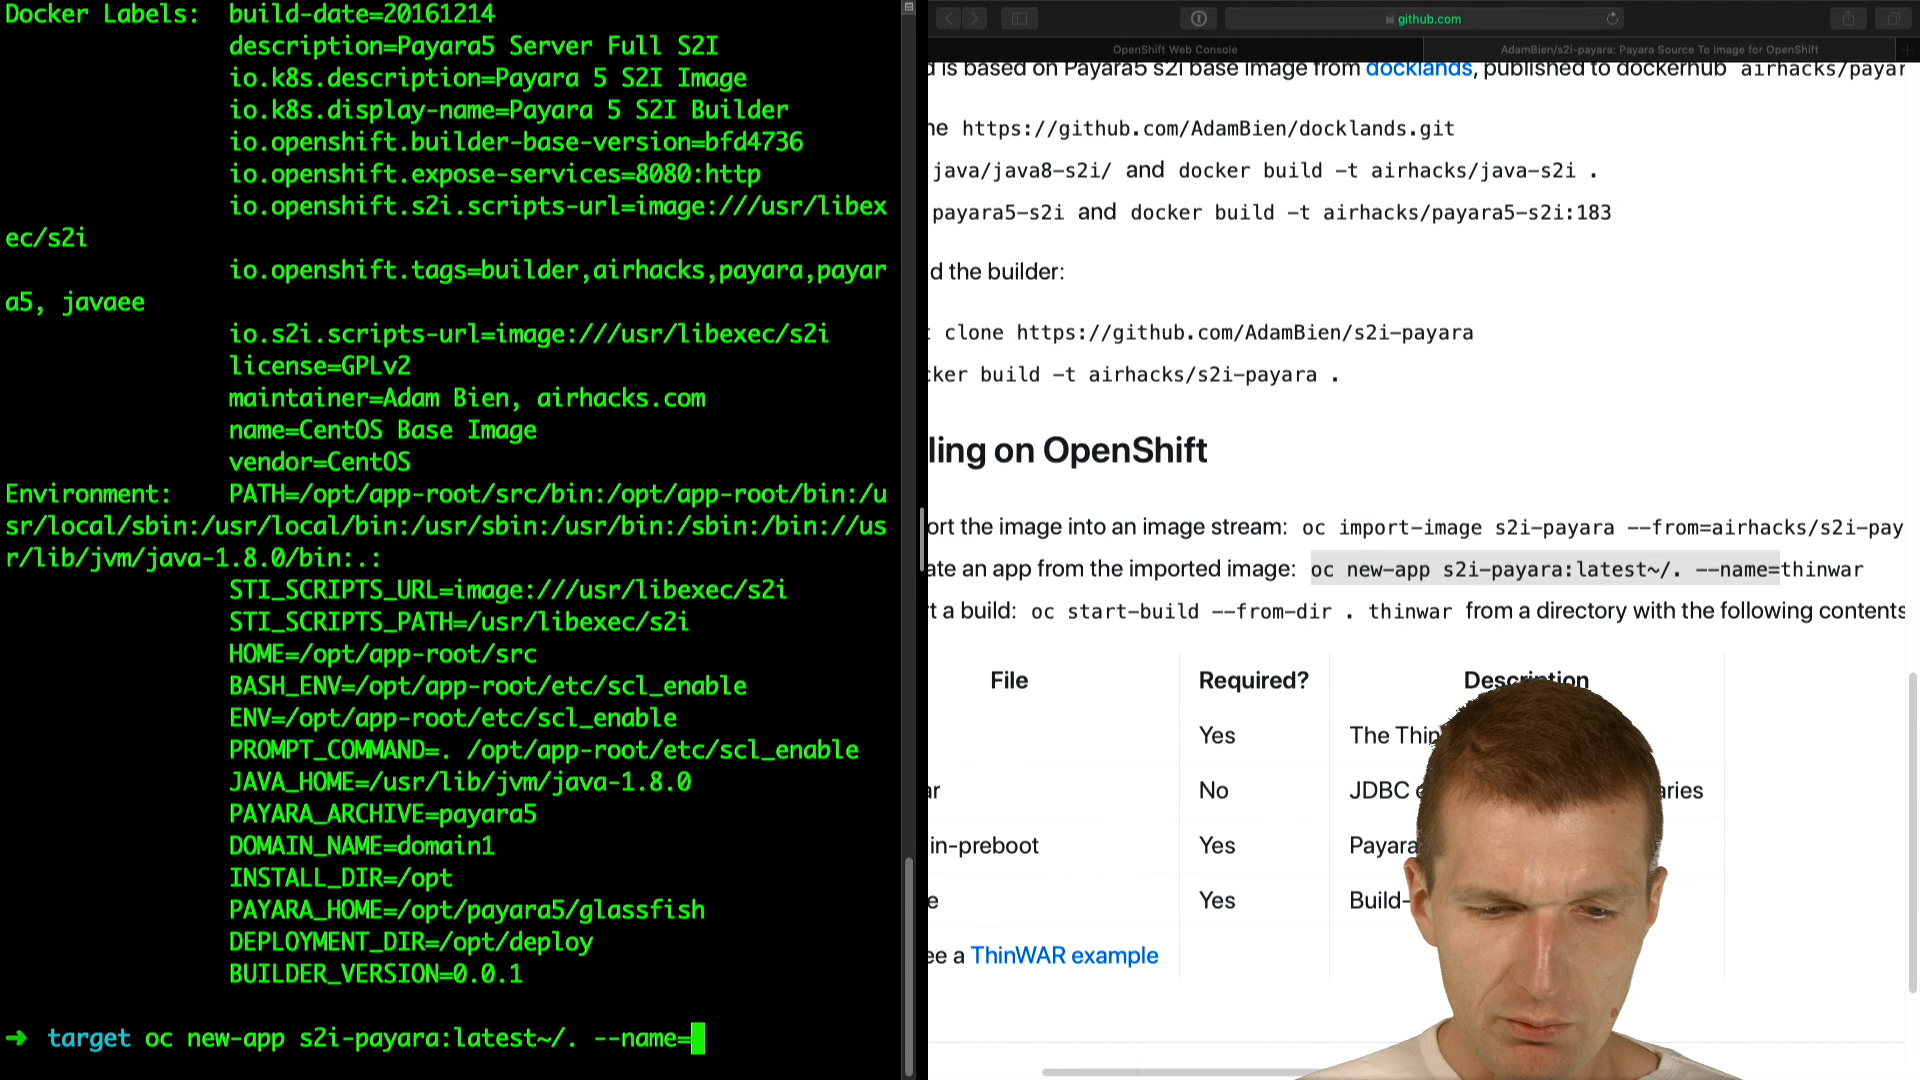 Docker Labels: build-date=20161214
description=Payara5 Server Full S2I
io.k8s.description=Payara 5 S2I Image
io.k8s.display-name=Payara 5 S2I Builder
io.openshift.builder-base-version=bfd4736
io.openshift.expose-services=8080:http
io.openshift.s2i.scripts-url=image:///usr/libex
ec/s2i
io.openshift.tags=builder,airhacks,payara,payar
a5, javaee
io.s2i.scripts-url=image:///usr/libexec/s2i
license=GPLv2
maintainer=Adam Bien, airhacks.com
name=CentOS Base Image
vendor=CentOS
Environment: PATH=/opt/app-root/src/bin:/opt/app-root/bin:/u
sr/local/sbin:/usr/local/bin:/usr/sbin:/usr/bin:/sbin:/bin://us
r/lib/jvm/java-1.8.0/bin:.:
STI_SCRIPTS_URL=image:///usr/libexec/s2i
STI_SCRIPTS_PATH=/usr/libexec/s2i
HOME=/opt/app-root/src
BASH_ENV=/opt/app-root/etc/scl_enable
ENV=/opt/app-root/etc/scl_enable
PROMPT_COMMAND=. /opt/app-root/etc/scl_enable
JAVA_HOME=/usr/lib/jvm/java-1.8.0
PAYARA_ARCHIVE=payara5
DOMAIN_NAME=domain1
INSTALL_DIR=/opt
PAYARA_HOME=/opt/payara5/glassfish
DEPLOYMENT_DIR=/opt/deploy
BUILDER_VERSION=0.0.1
➜ target oc new-app s2i-payara:latest~/. --name=
github.com
OpenShift Web Console
AdamBien/s2i-payara: Payara Source To Image for OpenShift
d is based on Payara5 s2i base image from docklands, published to dockerhub airhacks/payar
ne https://github.com/AdamBien/docklands.git
java/java8-s2i/ and docker build -t airhacks/java-s2i .
payara5-s2i and docker build -t airhacks/payara5-s2i:183
d the builder:
t clone https://github.com/AdamBien/s2i-payara
cker build -t airhacks/s2i-payara .
lling on OpenShift
ort the image into an image stream: oc import-image s2i-payara --from=airhacks/s2i-pay
ate an app from the imported image: oc new-app s2i-payara:latest~/. --name=thinwar
rt a build: oc start-build --from-dir . thinwar from a directory with the following contents
File Required? Description
Yes The Thin
ar No JDBC aries
in-preboot Yes Payara
e Yes Build-
ee a ThinWAR example